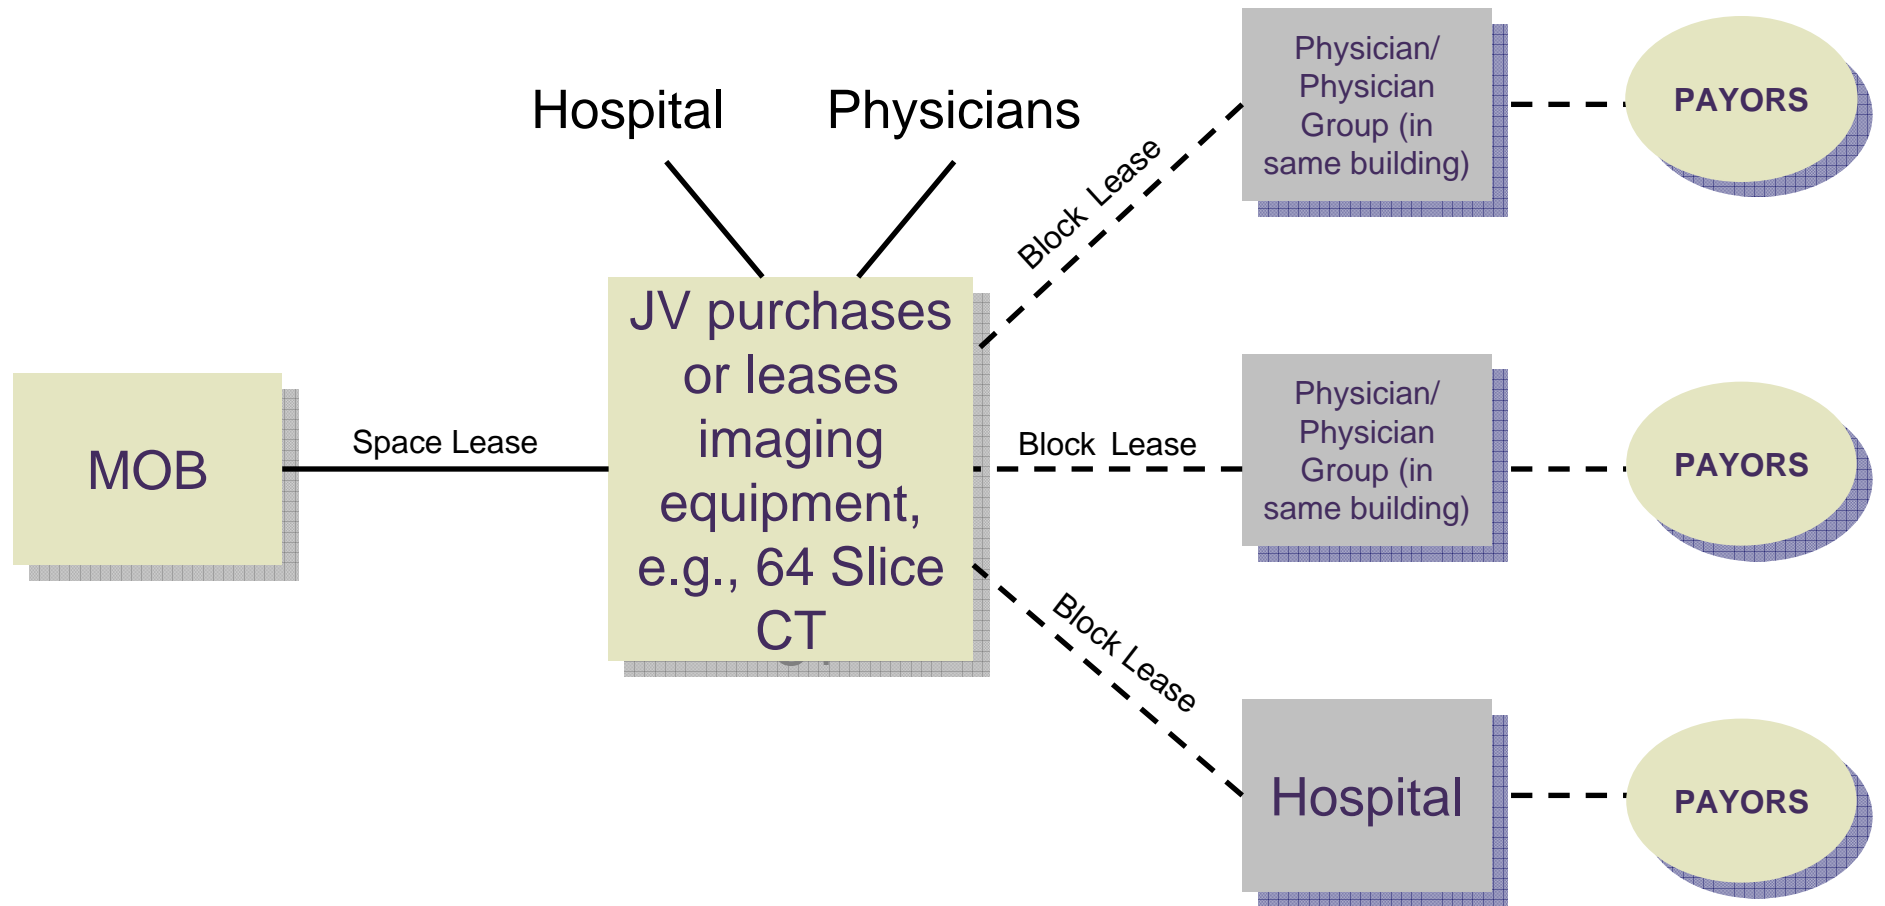 Hospital
Physicians
MOB
Space Lease
JV purchases
or leases
imaging
equipment,
e.g., 64 Slice
CT
Block Lease
Physician/
Physician
Group (in
same building)
PAYORS
Block Lease
Physician/
Physician
Group (in
same building)
PAYORS
Block Lease
Hospital
PAYORS